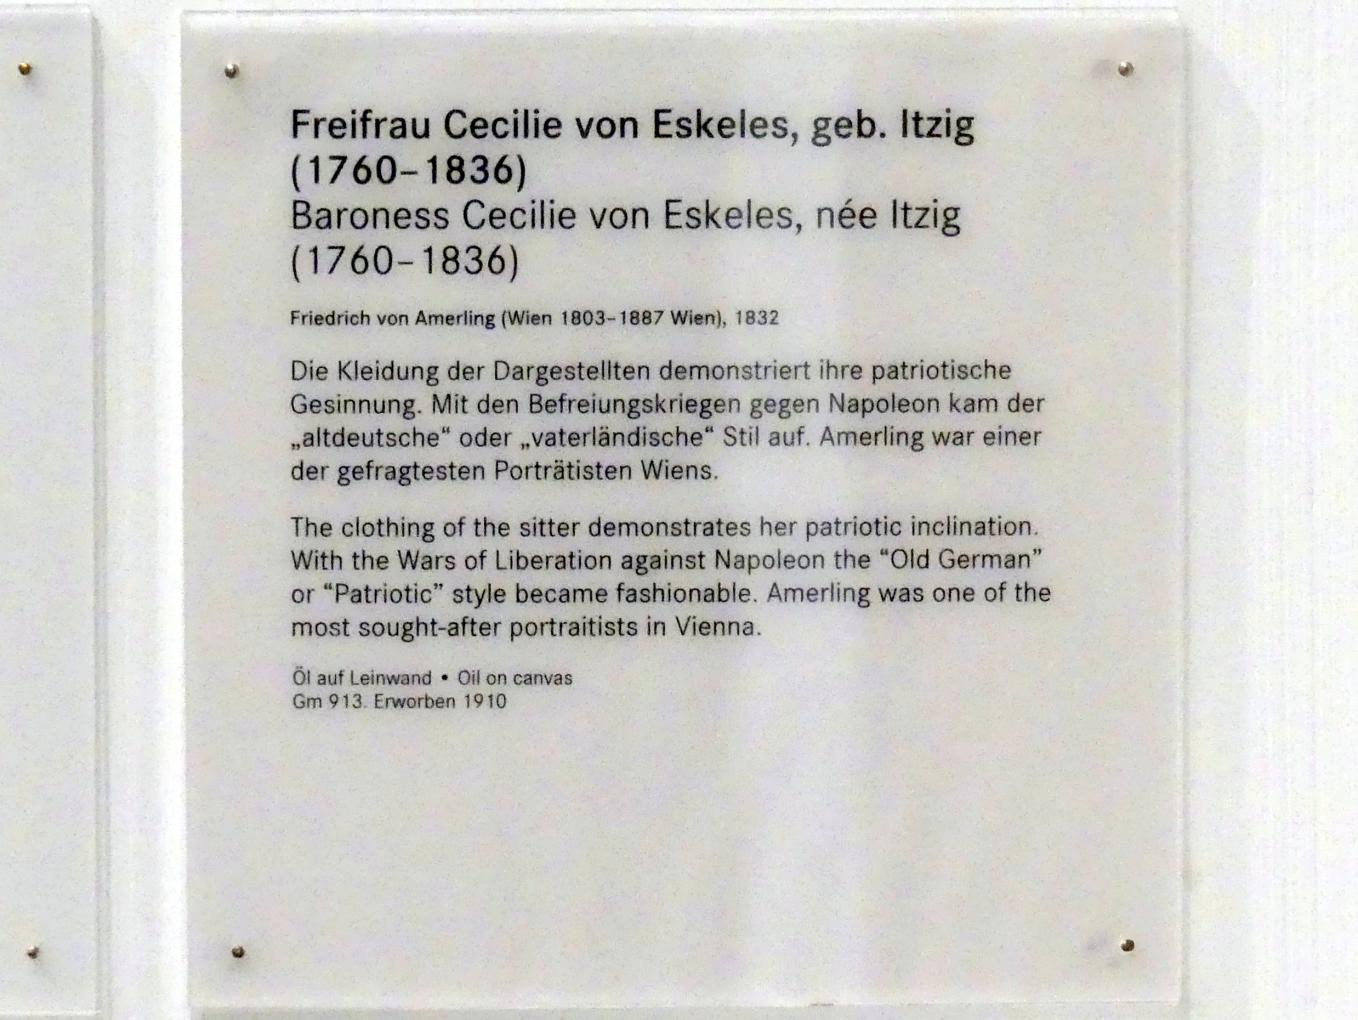 Freifrau Cecilie von Eskeles, geb. Itzig
(1760–1836)
Baroness Cecilie von Eskeles, née Itzig
(1760–1836)
Friedrich von Amerling (Wien 1803–1887 Wien), 1832
Die Kleidung der Dargestellten demonstriert ihre patriotische
Gesinnung. Mit den Befreiungskriegen gegen Napoleon kam der
„altdeutsche“ oder „vaterländische“ Stil auf. Amerling war einer
der gefragtesten Porträtisten Wiens.
The clothing of the sitter demonstrates her patriotic inclination.
With the Wars of Liberation against Napoleon the “Old German”
or “Patriotic” style became fashionable. Amerling was one of the
most sought-after portraitists in Vienna.
Öl auf Leinwand • Oil on canvas
Gm 913. Erworben 1910